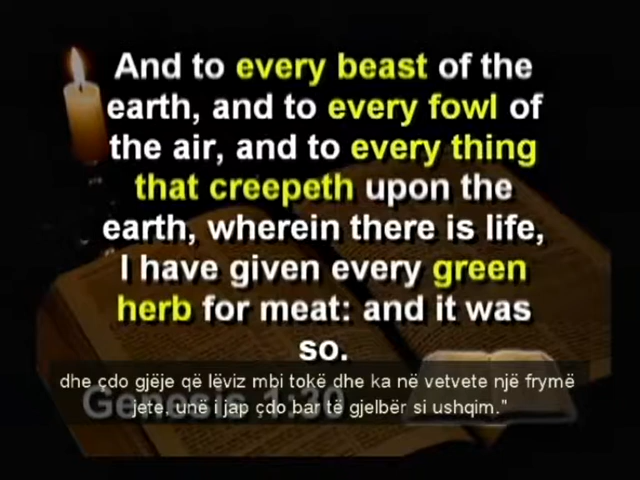 And to every beast of the
earth, and to every fowl of
the air, and to every thing
that creepeth upon the
earth, wherein there is life,
I have given every green
herb for meat: and it was
so.
dhe çdo gjëje që lëviz mbi tokë dhe ka në vetvete një frymë
jete, unë i jap çdo bar të gjelbër si ushqim."
Genesis 1:30